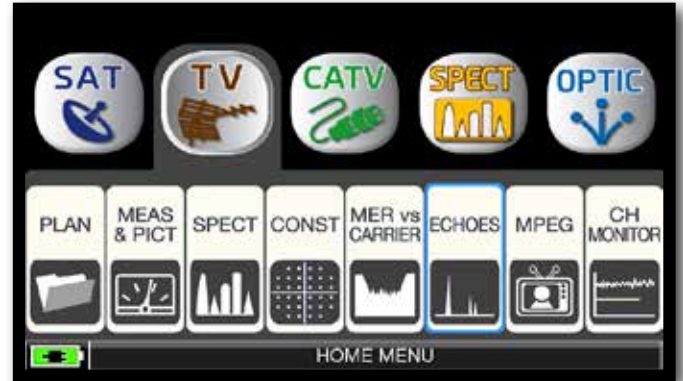 SAT
TV
CATV
SPECT
OPTIC
PLAN
MEAS
& PICT
SPECT
CONST
MER vs
CARRIER
ECHOES
MPEG
CH
MONITOR
HOME MENU